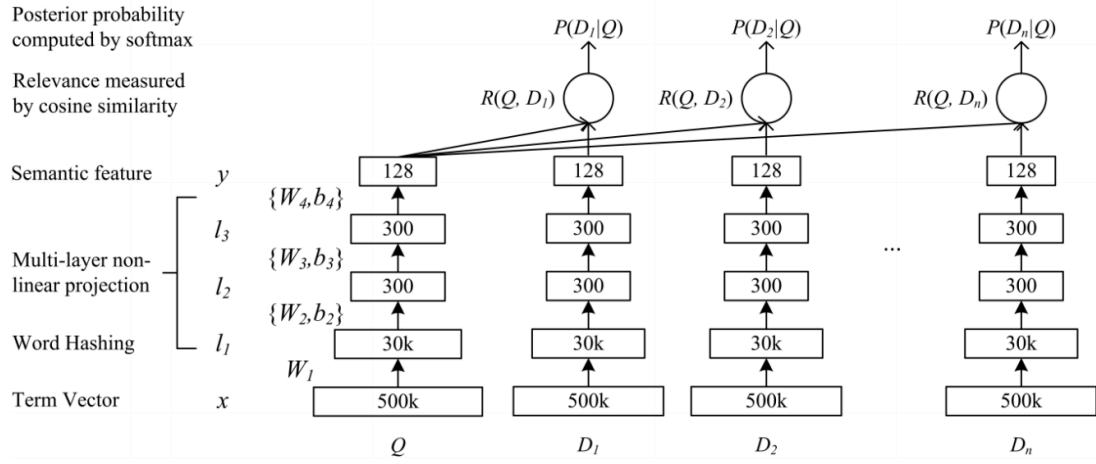 Posterior probability
computed by softmax
P(D₁|Q)
P(D₂|Q)
P(Dₙ|Q)
Relevance measured
by cosine similarity
R(Q, D₁)
R(Q, D₂)
R(Q, Dₙ)
Semantic feature y 128 128 128 128
{W₄,b₄}
l₃ 300 300 300 300
Multi-layer non-
linear projection
{W₃,b₃}
...
l₂ 300 300 300 300
{W₂,b₂}
Word Hashing l₁ 30k 30k 30k 30k
W₁
Term Vector x 500k 500k 500k 500k
Q D₁ D₂ Dₙ